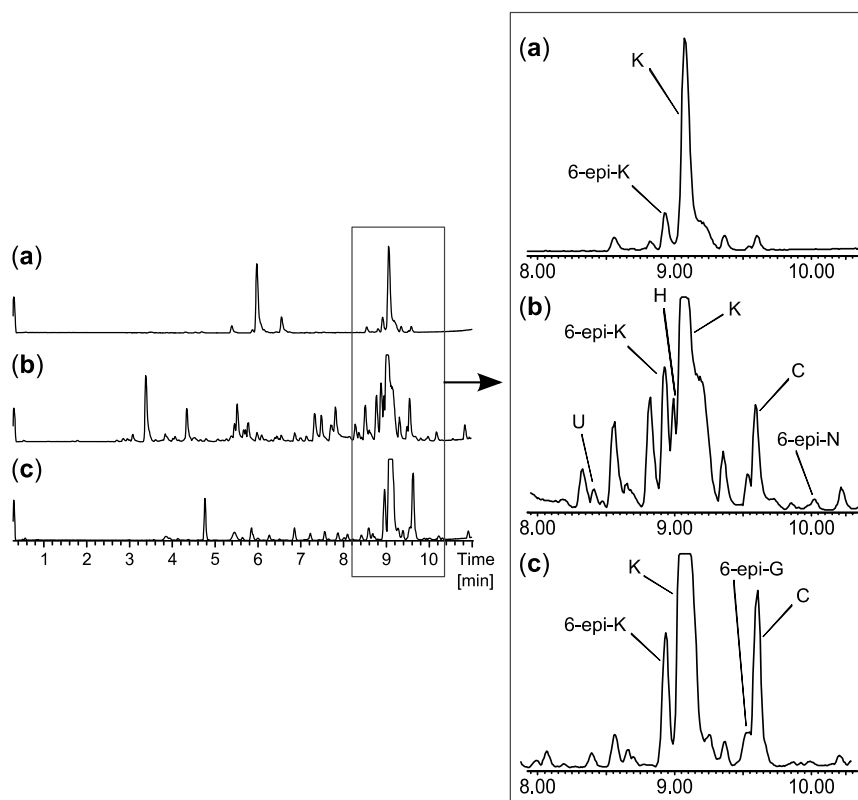 (a)
(b)
(c)
1 2 3 4 5 6 7 8 9 10 Time
[min]
(a)
K
6-epi-K
8.00 9.00 10.00
(b)
H
K
6-epi-K
C
U
6-epi-N
8.00 9.00 10.00
(c)
K
6-epi-G
C
6-epi-K
8.00 9.00 10.00